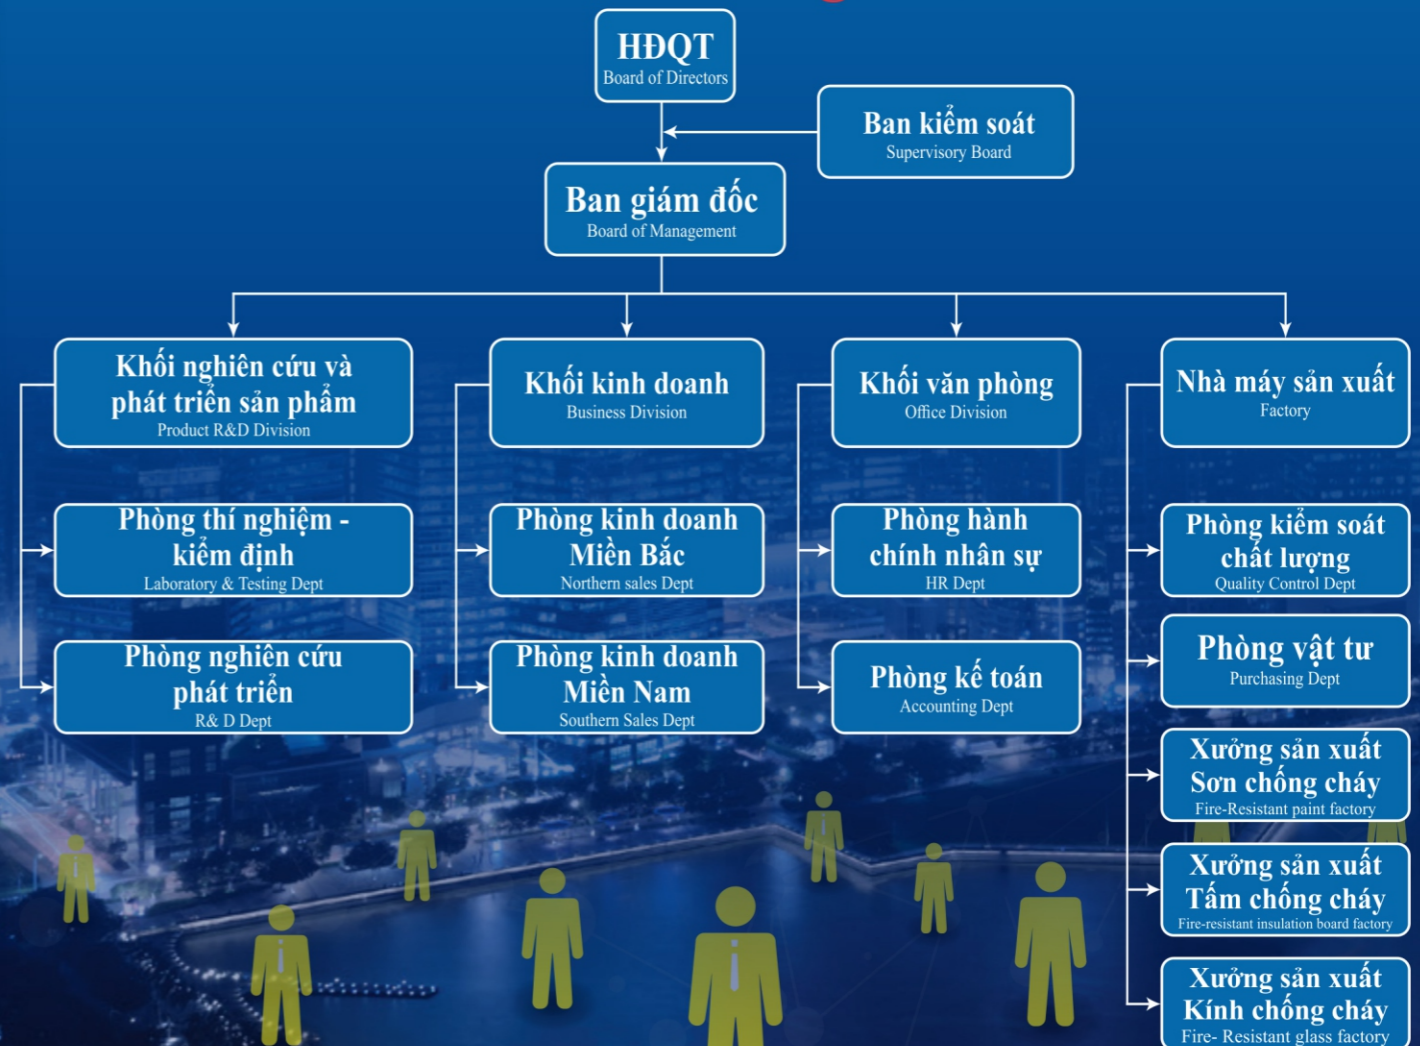 HĐQT
Board of Directors
Ban kiểm soát
Supervisory Board
Ban giám đốc
Board of Management
Khối nghiên cứu và
phát triển sản phẩm
Product R&D Division
Khối kinh doanh
Business Division
Khối văn phòng
Office Division
Nhà máy sản xuất
Factory
Phòng thí nghiệm -
kiểm định
Laboratory & Testing Dept
Phòng kinh doanh
Miền Bắc
Northern sales Dept
Phòng hành
chính nhân sự
HR Dept
Phòng kiểm soát
chất lượng
Quality Control Dept
Phòng nghiên cứu
phát triển
R& D Dept
Phòng kinh doanh
Miền Nam
Southern Sales Dept
Phòng kế toán
Accounting Dept
Phòng vật tư
Purchasing Dept
Xưởng sản xuất
Sơn chống cháy
Fire-Resistant paint factory
Xưởng sản xuất
Tấm chống cháy
Fire-resistant insulation board factory
Xưởng sản xuất
Kính chống cháy
Fire- Resistant glass factory